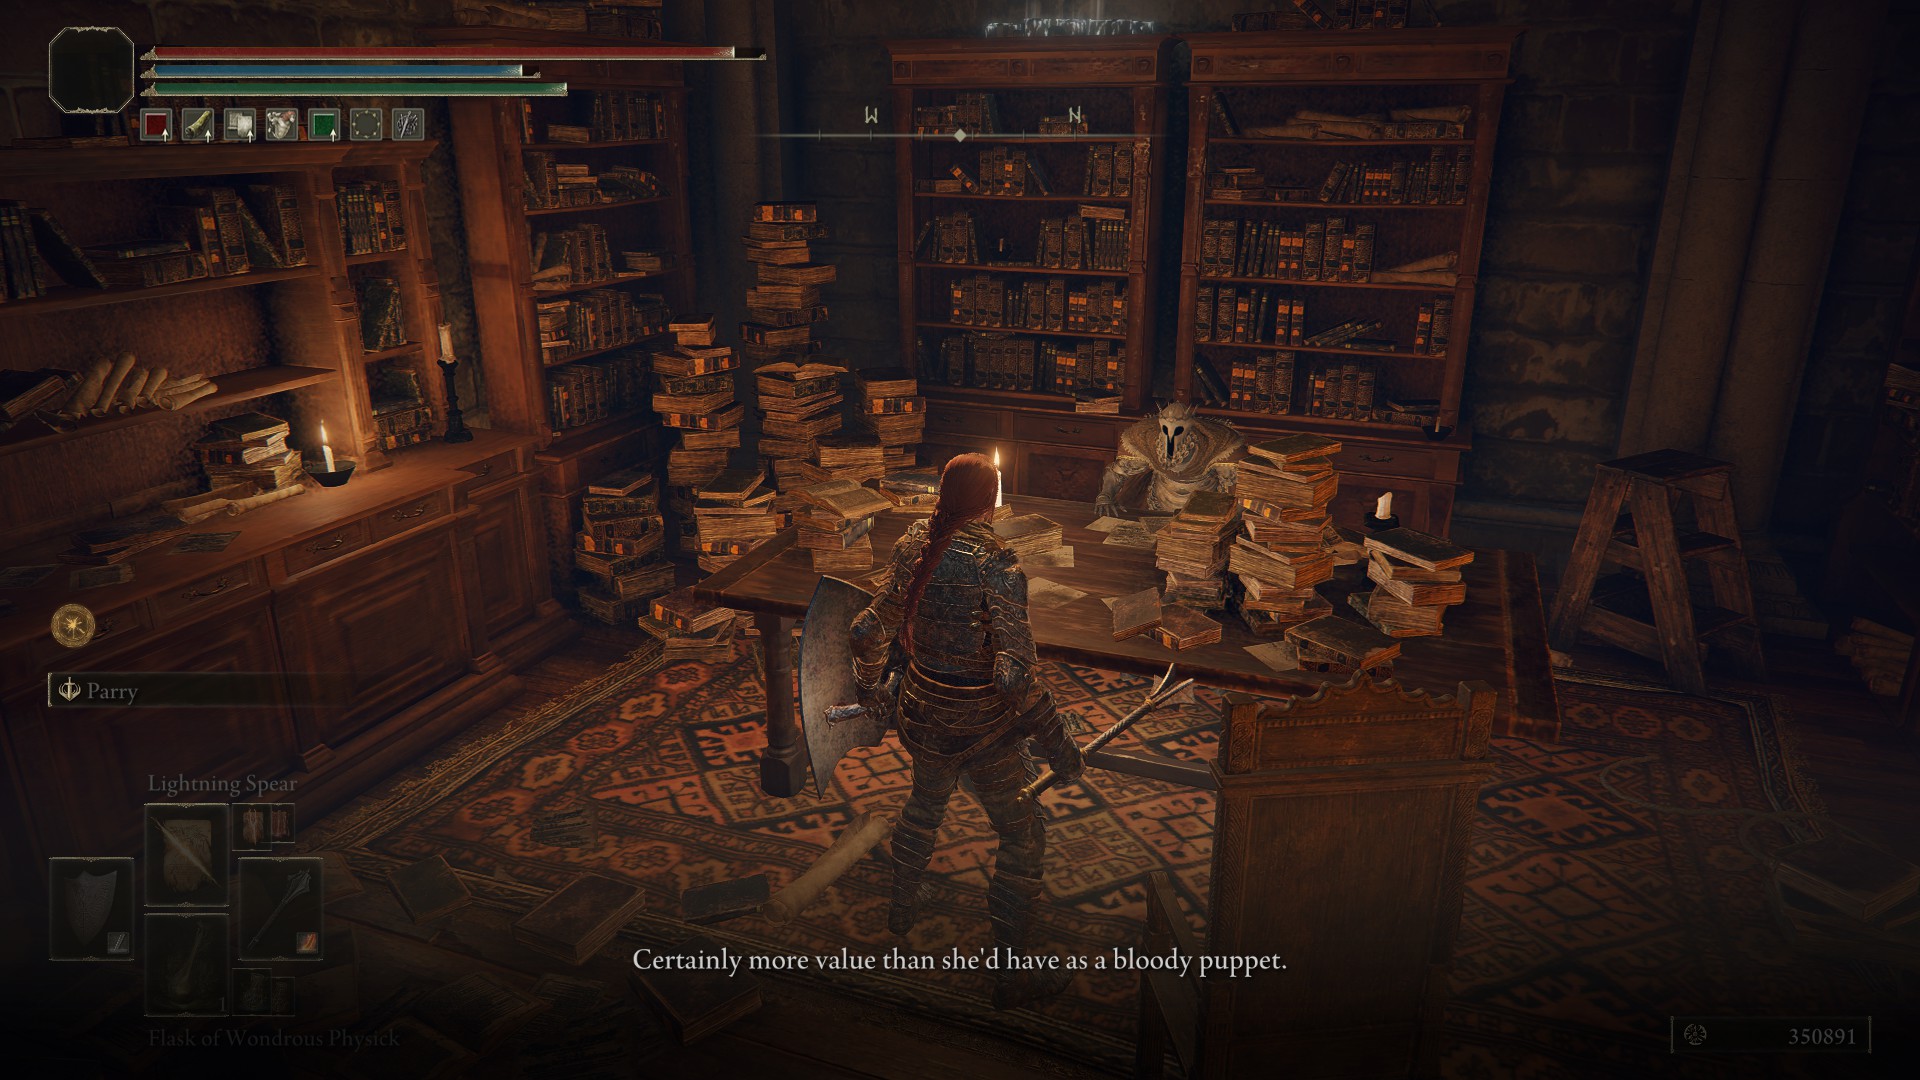 W
N
Parry
Lightning Spear
1
Flask of Wondrous Physick
Certainly more value than she'd have as a bloody puppet.
350891